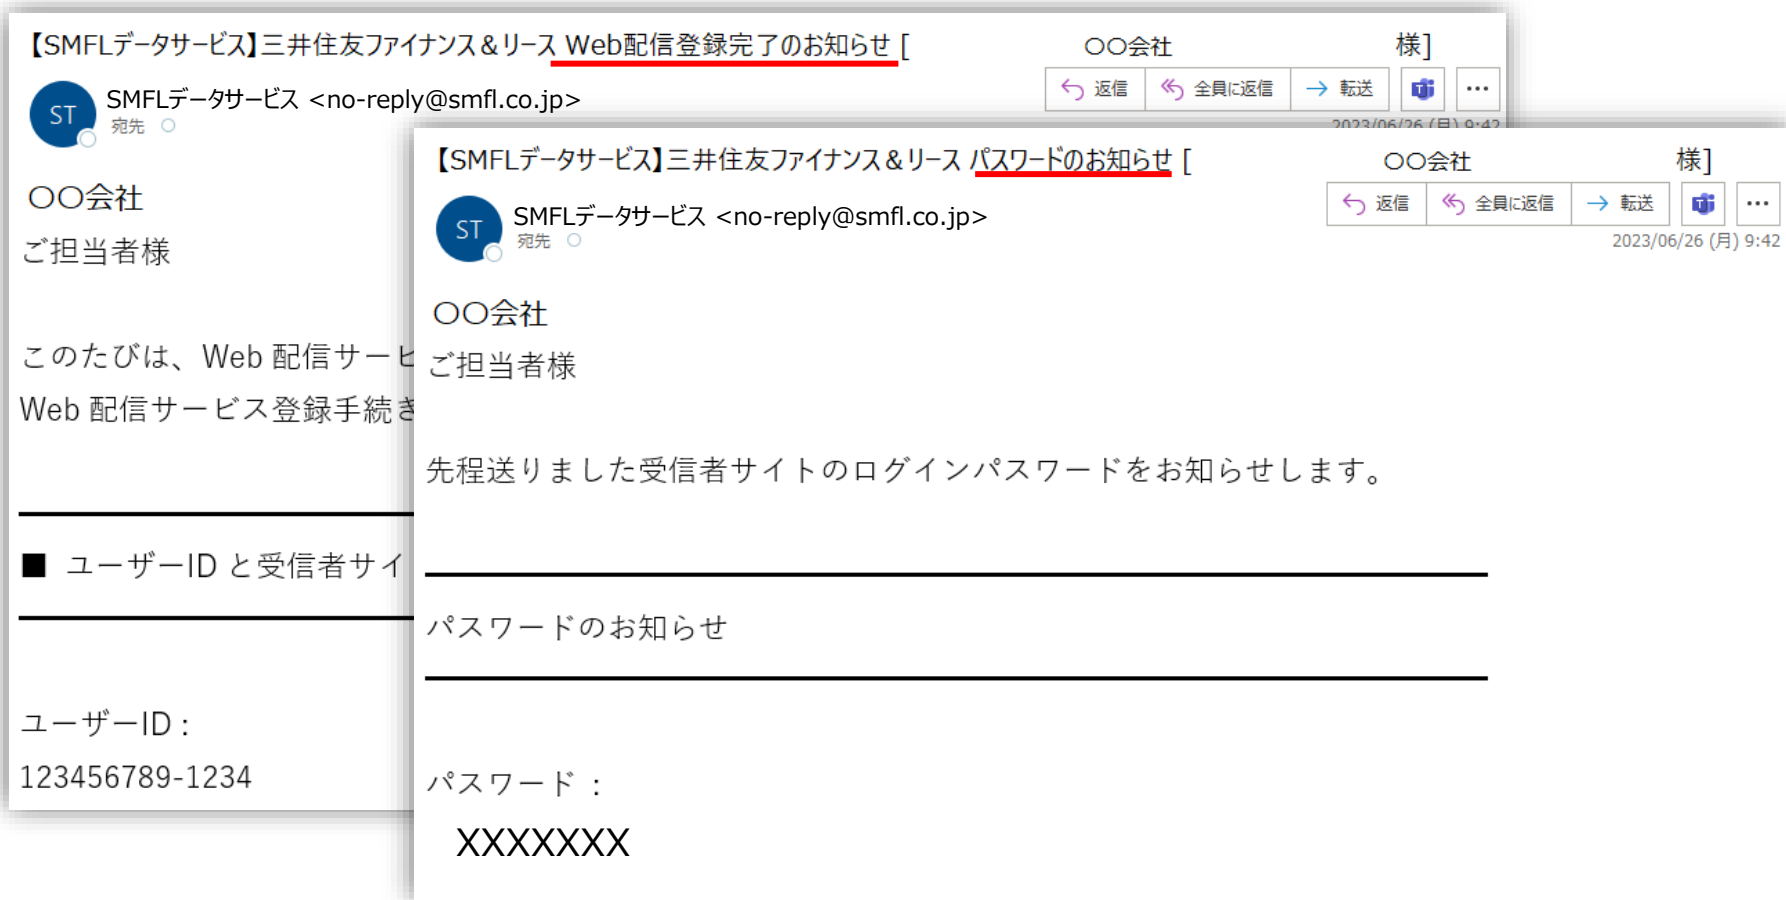 【SMFLデータサービス】三井住友ファイナンス＆リース Web配信登録完了のお知らせ [ 〇〇会社 様]
ST
SMFLデータサービス <no-reply@smfl.co.jp>
宛先
返信 全員に返信 転送
2023/06/26 (月) 9:42
〇〇会社
ご担当者様
このたびは、Web 配信サービ
Web 配信サービス登録手続き
■ ユーザーID と受信者サイ
ユーザーID :
123456789-1234
【SMFLデータサービス】三井住友ファイナンス＆リース パスワードのお知らせ [ 〇〇会社 様]
ST
SMFLデータサービス <no-reply@smfl.co.jp>
宛先
返信 全員に返信 転送
2023/06/26 (月) 9:42
〇〇会社
ご担当者様
先程送りました受信者サイトのログインパスワードをお知らせします。
パスワードのお知らせ
パスワード :
XXXXXXX